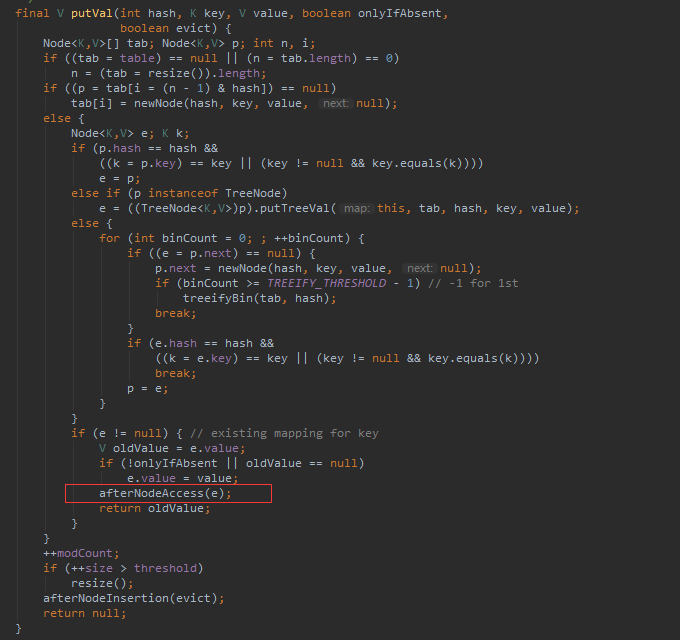 final V putVal(int hash, K key, V value, boolean onlyIfAbsent,
               boolean evict) {
    Node<K,V>[] tab; Node<K,V> p; int n, i;
    if ((tab = table) == null || (n = tab.length) == 0)
        n = (tab = resize()).length;
    if ((p = tab[i = (n - 1) & hash]) == null)
        tab[i] = newNode(hash, key, value, next: null);
    else {
        Node<K,V> e; K k;
        if (p.hash == hash &&
            ((k = p.key) == key || (key != null && key.equals(k))))
            e = p;
        else if (p instanceof TreeNode)
            e = ((TreeNode<K,V>)p).putTreeVal( map: this, tab, hash, key, value);
        else {
            for (int binCount = 0; ; ++binCount) {
                if ((e = p.next) == null) {
                    p.next = newNode(hash, key, value, next: null);
                    if (binCount >= TREEIFY_THRESHOLD - 1) // -1 for 1st
                        treeifyBin(tab, hash);
                    break;
                }
                if (e.hash == hash &&
                    ((k = e.key) == key || (key != null && key.equals(k))))
                    break;
                p = e;
            }
        }
        if (e != null) { // existing mapping for key
            V oldValue = e.value;
            if (!onlyIfAbsent || oldValue == null)
                e.value = value;
            afterNodeAccess(e);
            return oldValue;
        }
    }
    ++modCount;
    if (++size > threshold)
        resize();
    afterNodeInsertion(evict);
    return null;
}